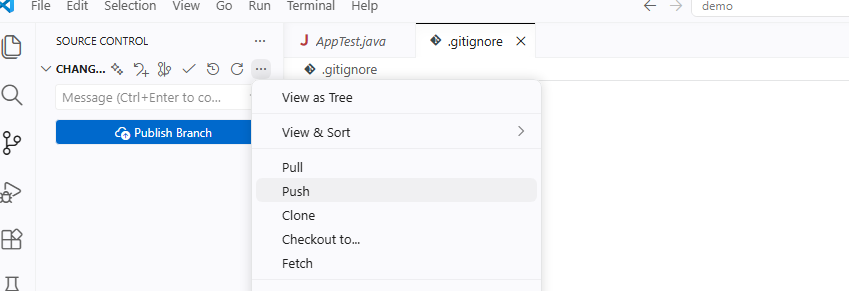 File Edit Selection View Go Run Terminal Help
demo
SOURCE CONTROL
AppTest.java
.gitignore
CHANG...
.gitignore
Message (Ctrl+Enter to co...
Publish Branch
View as Tree
View & Sort
Pull
Push
Clone
Checkout to...
Fetch